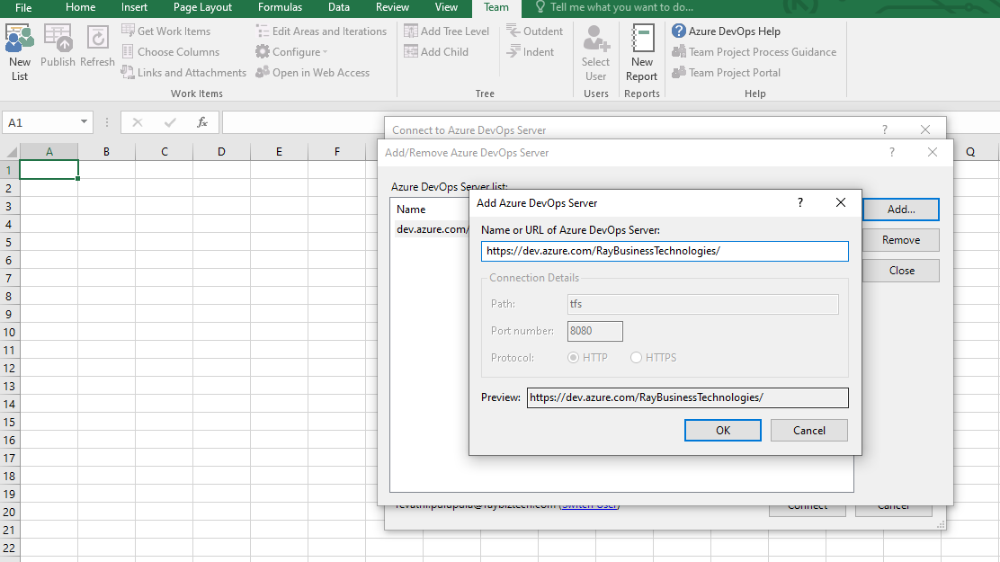 File Home Insert Page Layout Formulas Data Review View Team Tell me what you want to do...
New List
Publish
Refresh
Get Work Items
Choose Columns
Links and Attachments
Edit Areas and Iterations
Configure
Open in Web Access
Work Items
Add Tree Level
Add Child
Outdent
Indent
Tree
Select User
Users
New Report
Reports
Azure DevOps Help
Team Project Process Guidance
Team Project Portal
Help
A1
fx
A B C D E F Q
1
2
3
4
5
6
7
8
9
10
11
12
13
14
15
16
17
18
19
20
21
22
Connect to Azure DevOps Server ?
Add/Remove Azure DevOps Server ?
Azure DevOps Server list:
Name
dev.azure.com/
Add...
Remove
Close
Add Azure DevOps Server ?
Name or URL of Azure DevOps Server:
https://dev.azure.com/RayBusinessTechnologies/
Connection Details
Path: tfs
Port number: 8080
Protocol: HTTP HTTPS
Preview: https://dev.azure.com/RayBusinessTechnologies/
OK Cancel
(Switch User)
Connect Cancel